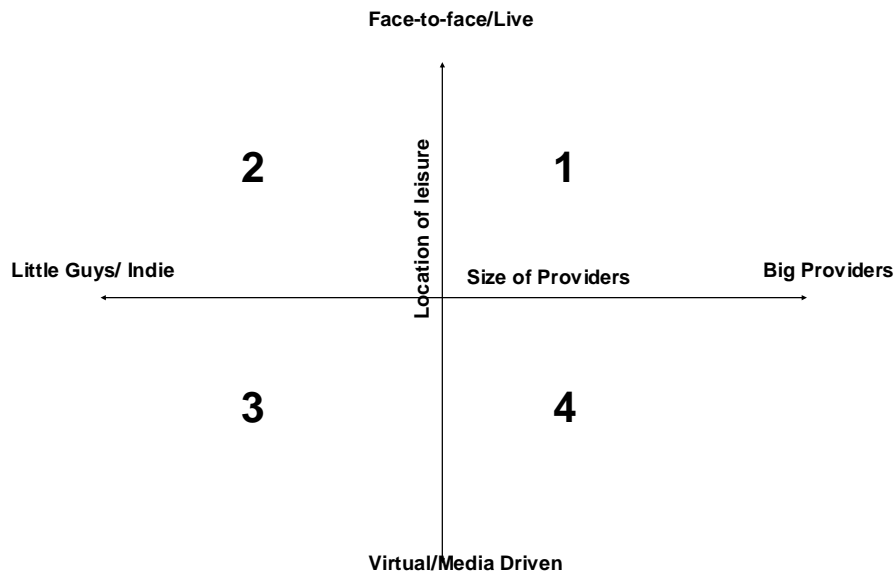 Face-to-face/Live
2
1
Location of leisure
Little Guys/ Indie
Size of Providers
Big Providers
3
4
Virtual/Media Driven